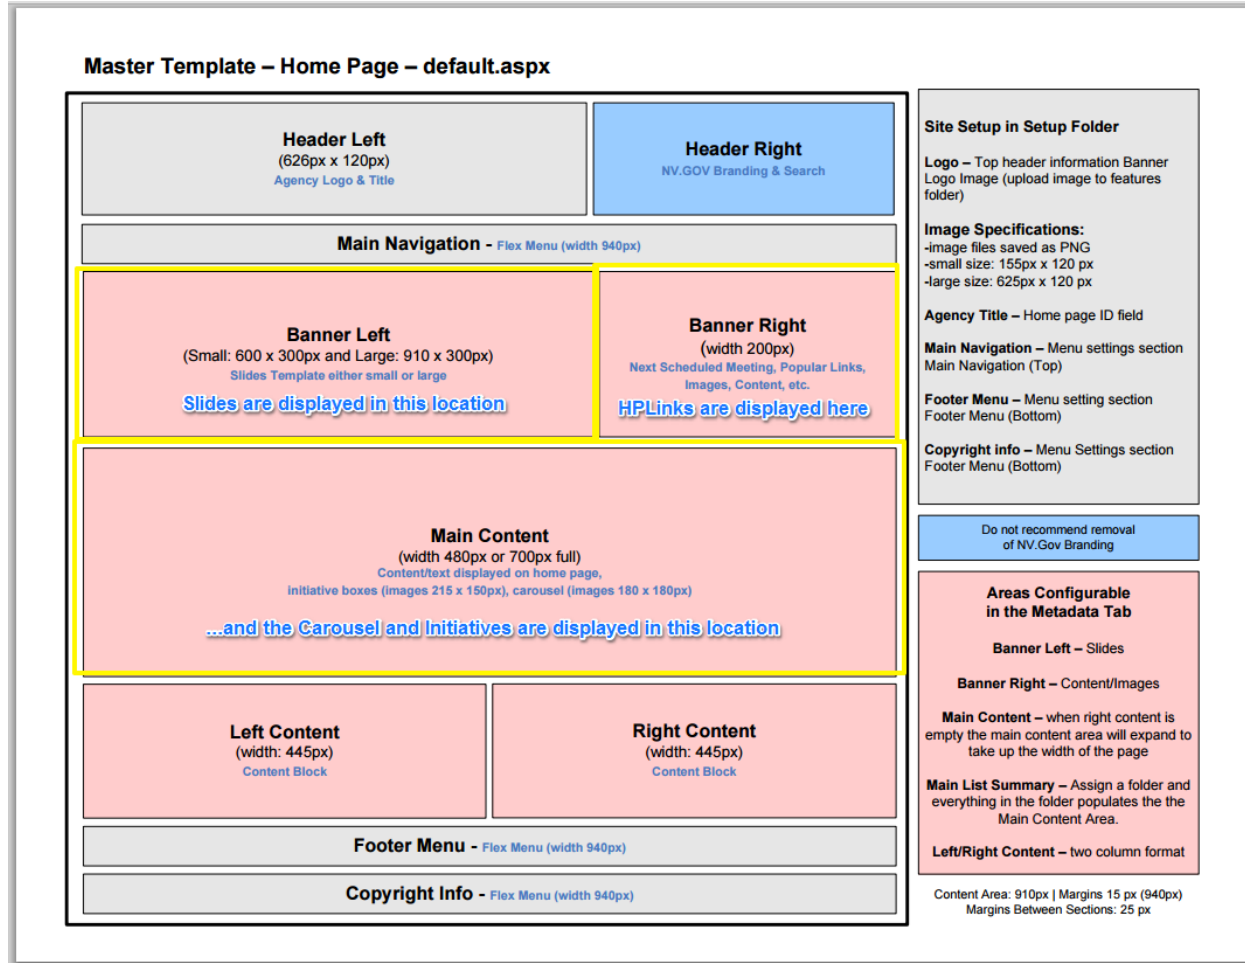 Master Template – Home Page – default.aspx
Header Left
(626px x 120px)
Agency Logo & Title
Header Right
NV.GOV Branding & Search
Main Navigation - Flex Menu (width 940px)
Banner Left
(Small: 600 x 300px and Large: 910 x 300px)
Slides Template either small or large
Slides are displayed in this location
Banner Right
(width 200px)
Next Scheduled Meeting, Popular Links,
Images, Content, etc.
HPLinks are displayed here
Main Content
(width 480px or 700px full)
Content/text displayed on home page,
initiative boxes (images 215 x 150px), carousel (images 180 x 180px)
...and the Carousel and Initiatives are displayed in this location
Left Content
(width: 445px)
Content Block
Right Content
(width: 445px)
Content Block
Footer Menu - Flex Menu (width 940px)
Copyright Info - Flex Menu (width 940px)
Site Setup in Setup Folder
Logo – Top header information Banner
Logo Image (upload image to features
folder)
Image Specifications:
-image files saved as PNG
-small size: 155px x 120 px
-large size: 625px x 120 px
Agency Title – Home page ID field
Main Navigation – Menu settings section
Main Navigation (Top)
Footer Menu – Menu setting section
Footer Menu (Bottom)
Copyright info – Menu Settings section
Footer Menu (Bottom)
Do not recommend removal
of NV.Gov Branding
Areas Configurable
in the Metadata Tab
Banner Left – Slides
Banner Right – Content/Images
Main Content – when right content is
empty the main content area will expand to
take up the width of the page
Main List Summary – Assign a folder and
everything in the folder populates the the
Main Content Area.
Left/Right Content – two column format
Content Area: 910px | Margins 15 px (940px)
Margins Between Sections: 25 px